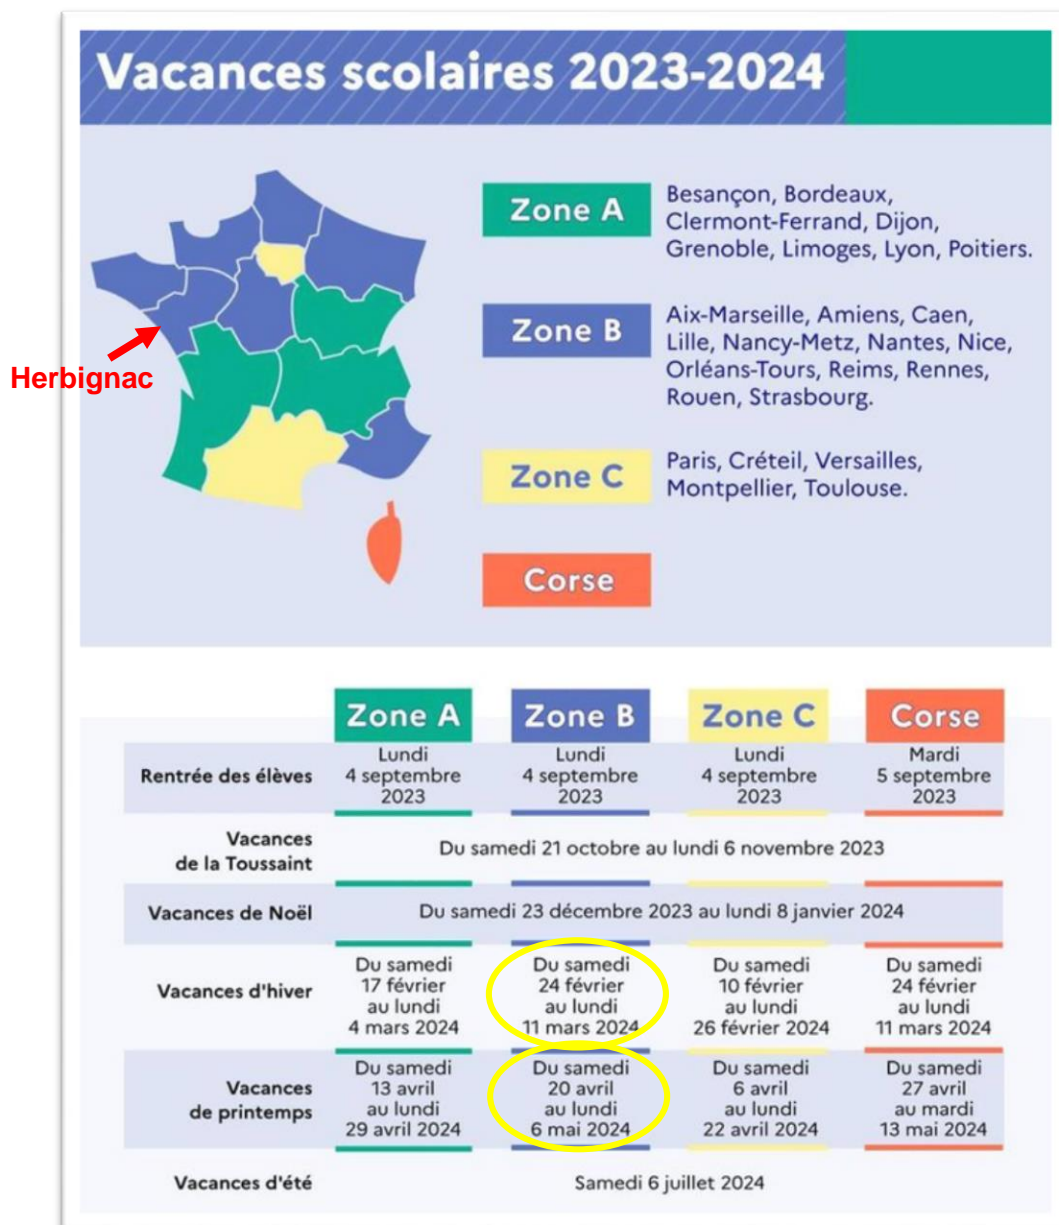 Vacances scolaires 2023-2024
Zone A
Besançon, Bordeaux,
Clermont-Ferrand, Dijon,
Grenoble, Limoges, Lyon, Poitiers.
Zone B
Aix-Marseille, Amiens, Caen,
Lille, Nancy-Metz, Nantes, Nice,
Orléans-Tours, Reims, Rennes,
Rouen, Strasbourg.
Herbignac
Zone C
Paris, Créteil, Versailles,
Montpellier, Toulouse.
Corse
Zone A Zone B Zone C Corse
Rentrée des élèves
Lundi
4 septembre
2023
Lundi
4 septembre
2023
Lundi
4 septembre
2023
Mardi
5 septembre
2023
Vacances
de la Toussaint
Du samedi 21 octobre au lundi 6 novembre 2023
Vacances de Noël
Du samedi 23 décembre 2023 au lundi 8 janvier 2024
Vacances d'hiver
Du samedi
17 février
au lundi
4 mars 2024
Du samedi
24 février
au lundi
11 mars 2024
Du samedi
10 février
au lundi
26 février 2024
Du samedi
24 février
au lundi
11 mars 2024
Vacances
de printemps
Du samedi
13 avril
au lundi
29 avril 2024
Du samedi
20 avril
au lundi
6 mai 2024
Du samedi
6 avril
au lundi
22 avril 2024
Du samedi
27 avril
au mardi
13 mai 2024
Vacances d'été
Samedi 6 juillet 2024